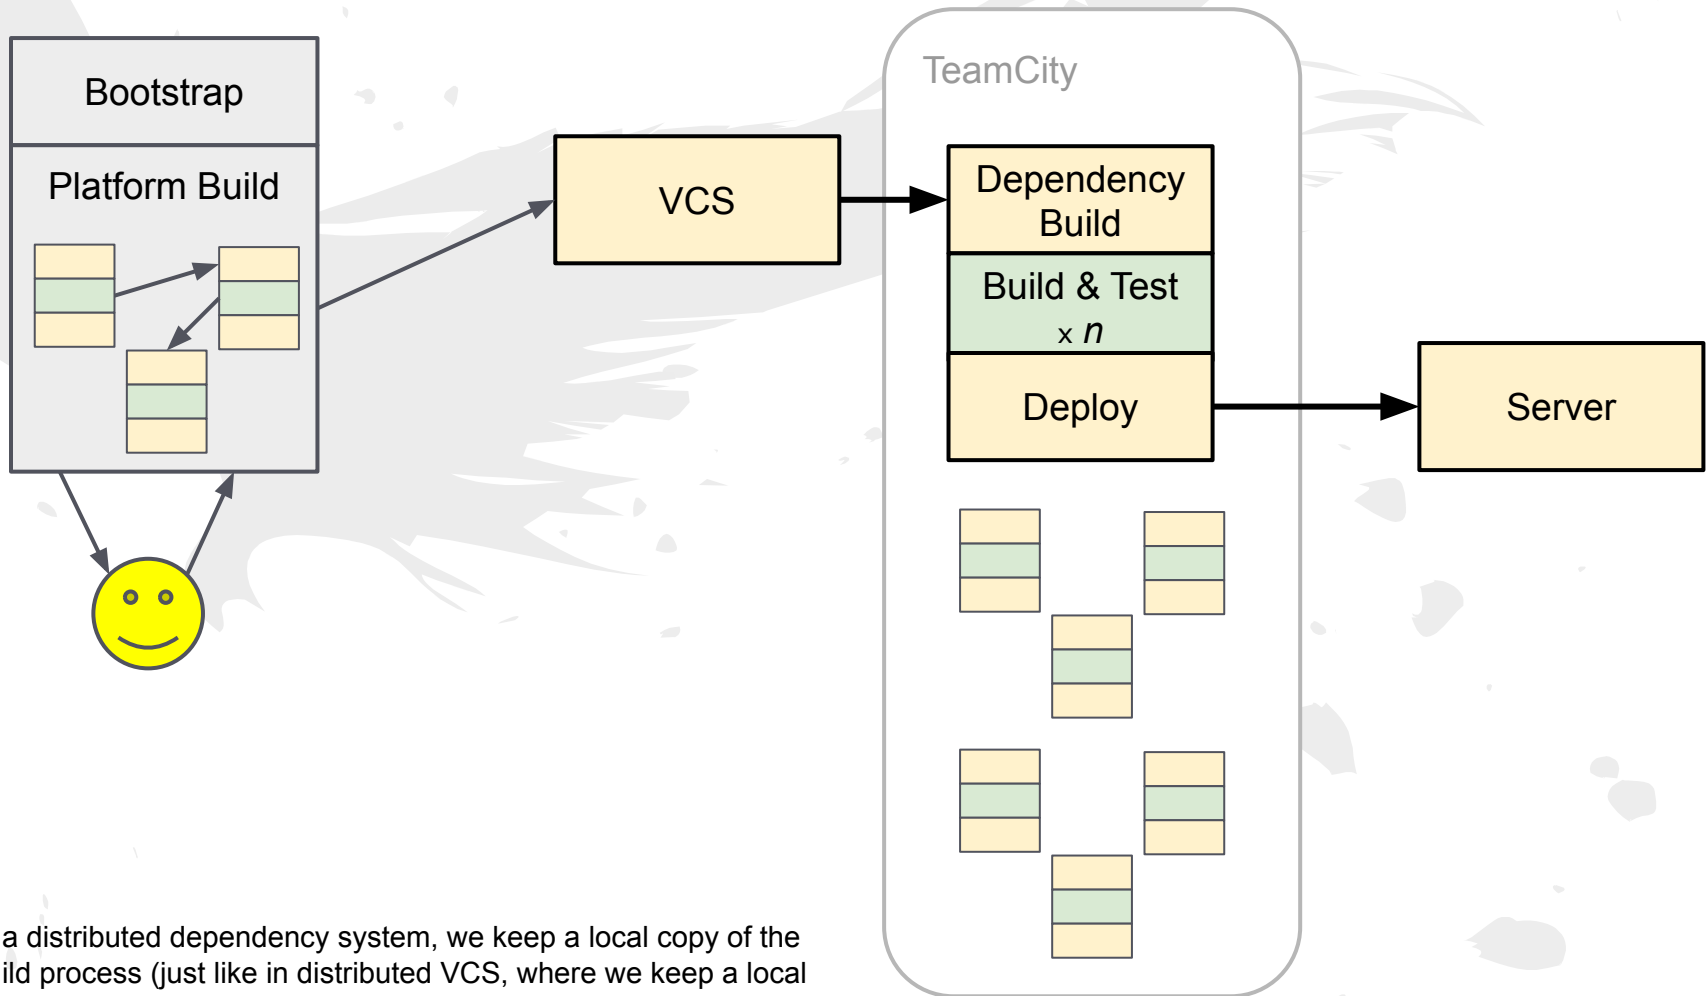 Bootstrap
Platform Build
VCS
TeamCity
Dependency
Build
Build & Test
x n
Deploy
Server
a distributed dependency system, we keep a local copy of the
ild process (just like in distributed VCS, where we keep a local